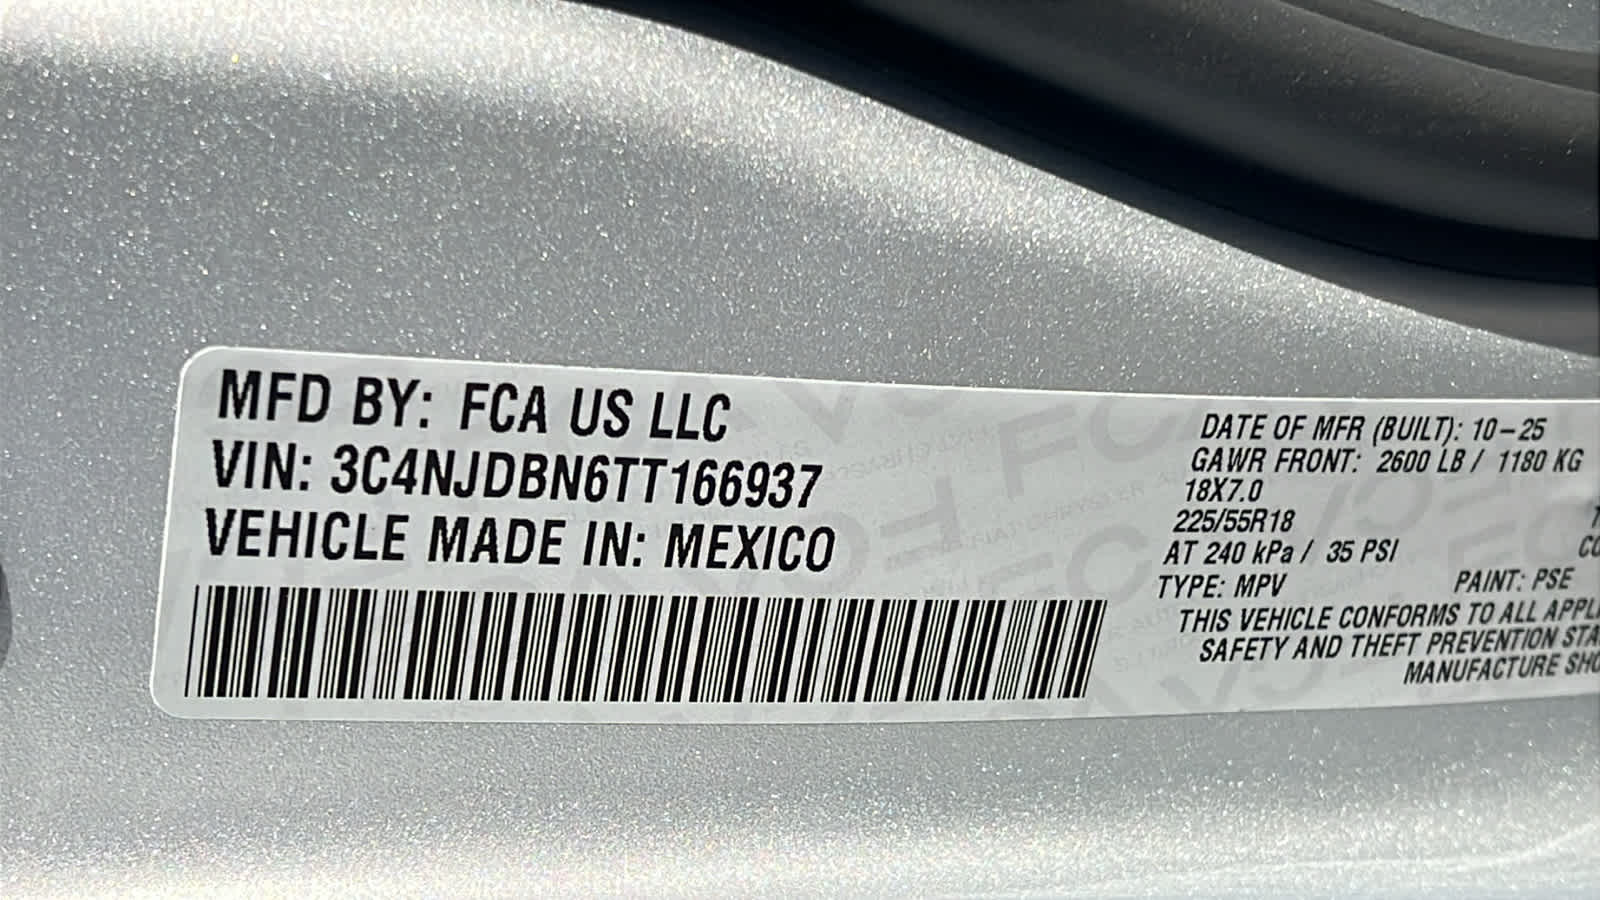 MFD BY: FCA US LLC
VIN: 3C4NJDBN6TT166937
VEHICLE MADE IN: MEXICO
DATE OF MFR (BUILT): 10-25
GAWR FRONT: 2600 LB / 1180 KG
18X7.0
225/55R18
AT 240 kPa / 35 PSI
TYPE: MPV PAINT: PSE
THIS VEHICLE CONFORMS TO ALL
SAFETY AND THEFT PREVENTION
MANUFACTURE